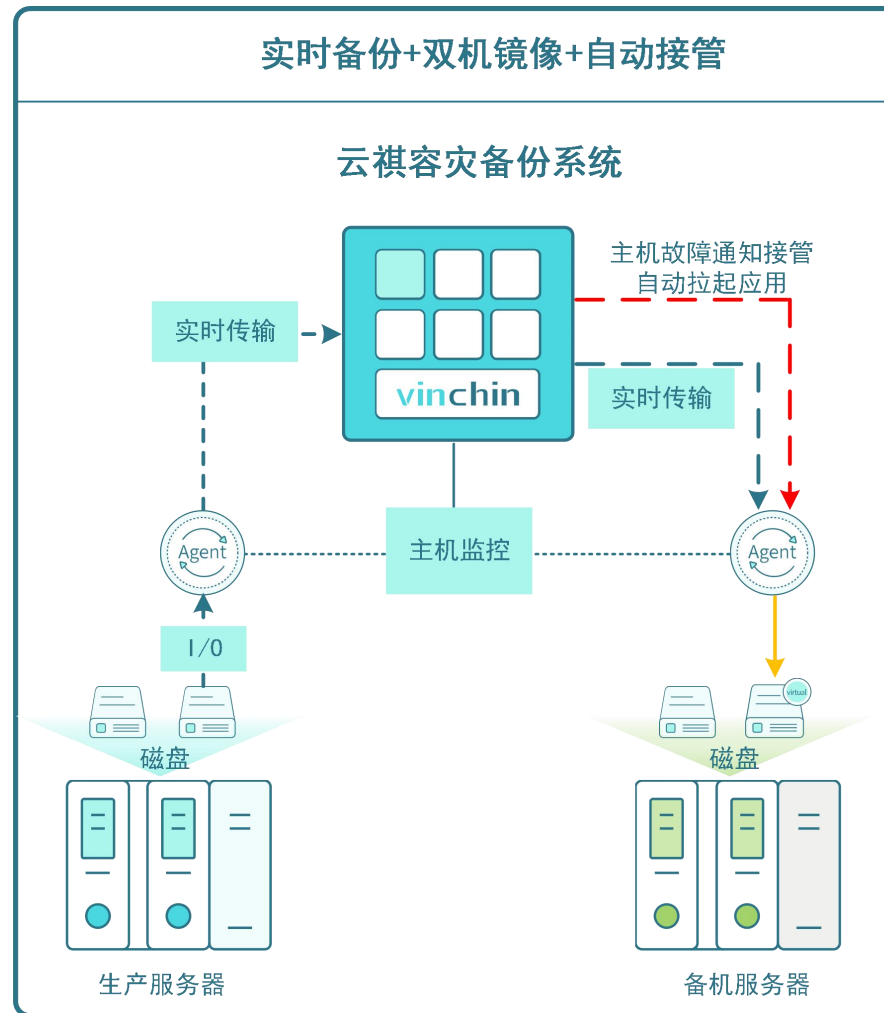 实时备份+双机镜像+自动接管
云祺容灾备份系统
主机故障通知接管
自动拉起应用
实时传输
vinchin
实时传输
Agent
主机监控
Agent
I/0
virtual
磁盘
磁盘
生产服务器
备机服务器